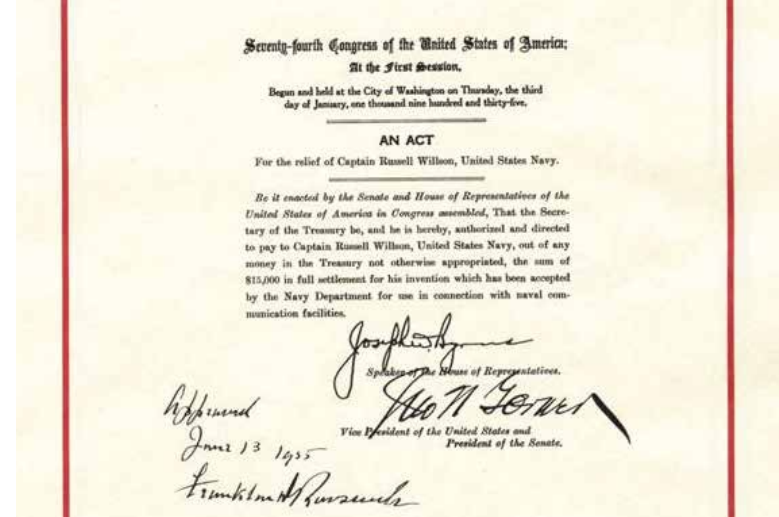 Seventy-fourth Congress of the United States of America;
At the First Session,
Begun and held at the City of Washington on Thursday, the third
day of January, one thousand nine hundred and thirty-five.
AN ACT
For the relief of Captain Russell Willson, United States Navy.
Be it enacted by the Senate and House of Representatives of the
United States of America in Congress assembled, That the Secre-
tary of the Treasury be, and he is hereby, authorized and directed
to pay to Captain Russell Willson, United States Navy, out of any
money in the Treasury not otherwise appropriated, the sum of
$15,000 in full settlement for his invention which has been accepted
by the Navy Department for use in connection with naval com-
munication facilities.
Joseph W. Byrns
Speaker of the House of Representatives.
Jno N Garner
Vice President of the United States and
President of the Senate.
Approved
June 13 1935
Franklin D Roosevelt